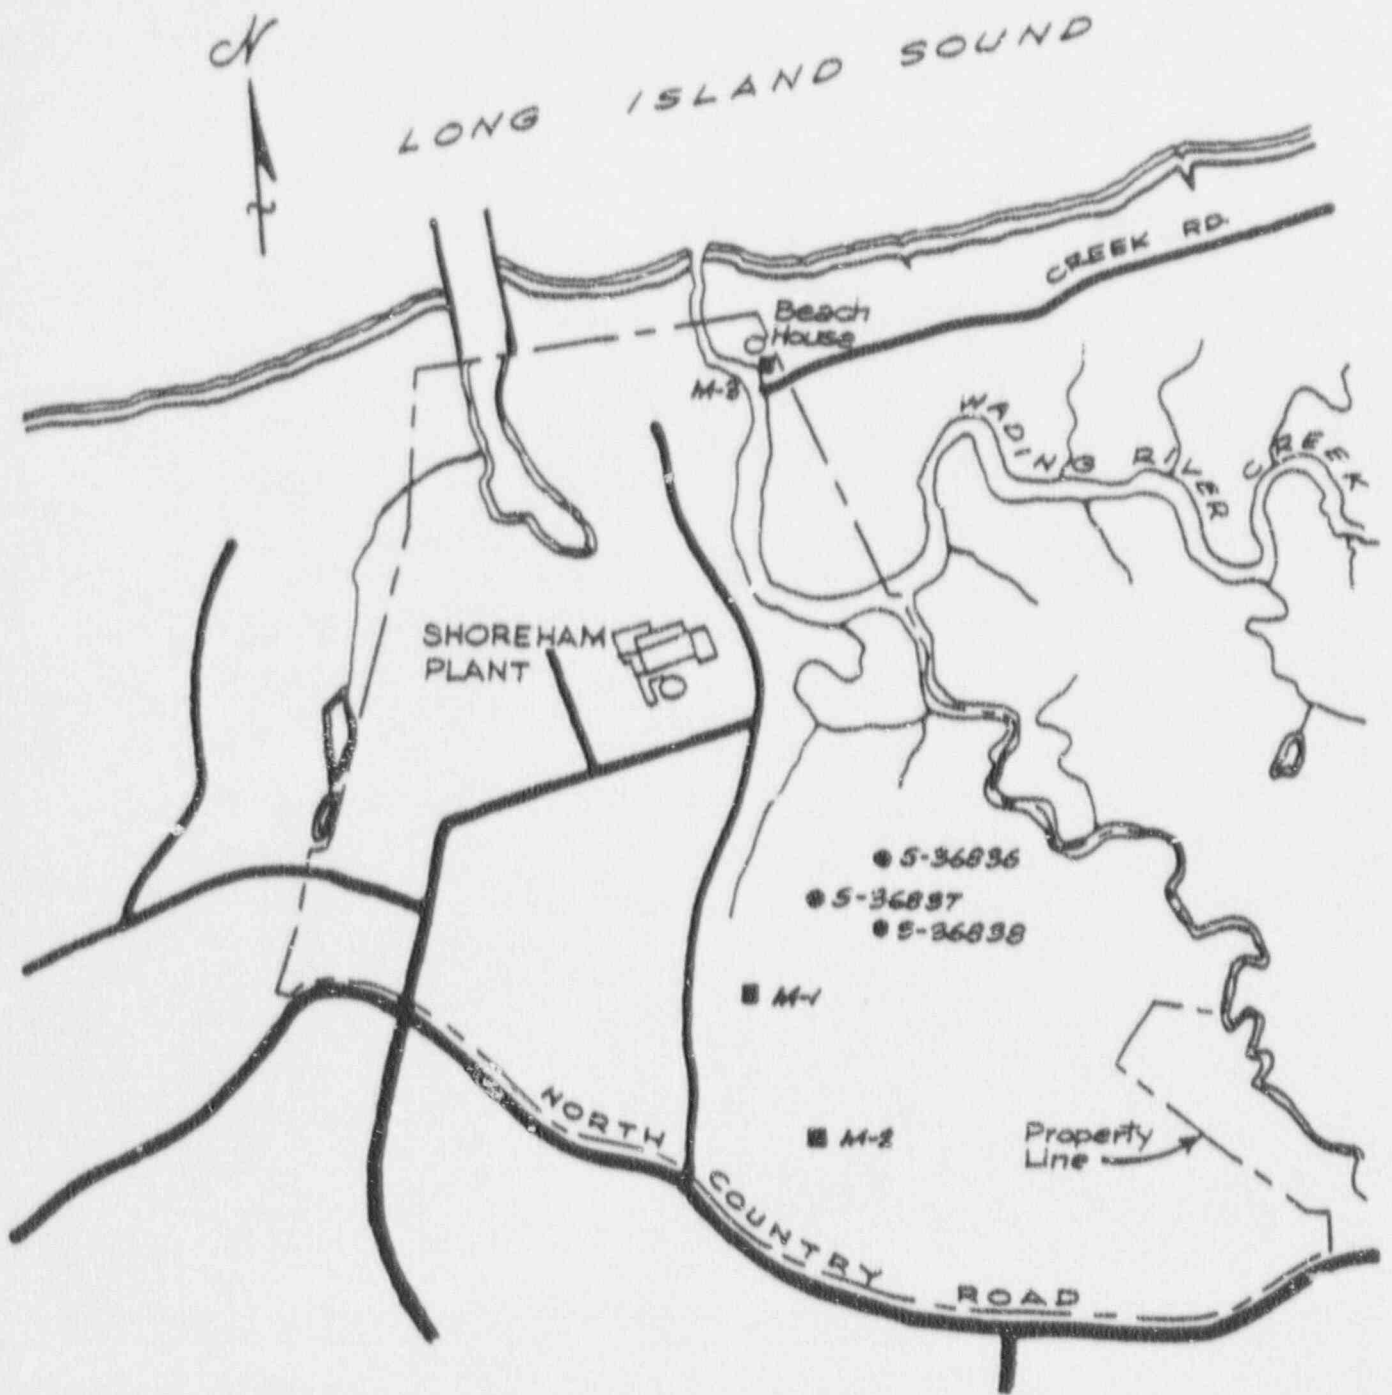 N
LONG ISLAND SOUND
CREEK RD.
Beach
House
M-3
WADING RIVER CREEK
SHOREHAM
PLANT
S-36836
S-36837
S-36838
M-1
M-2
Property
Line
NORTH COUNTRY ROAD